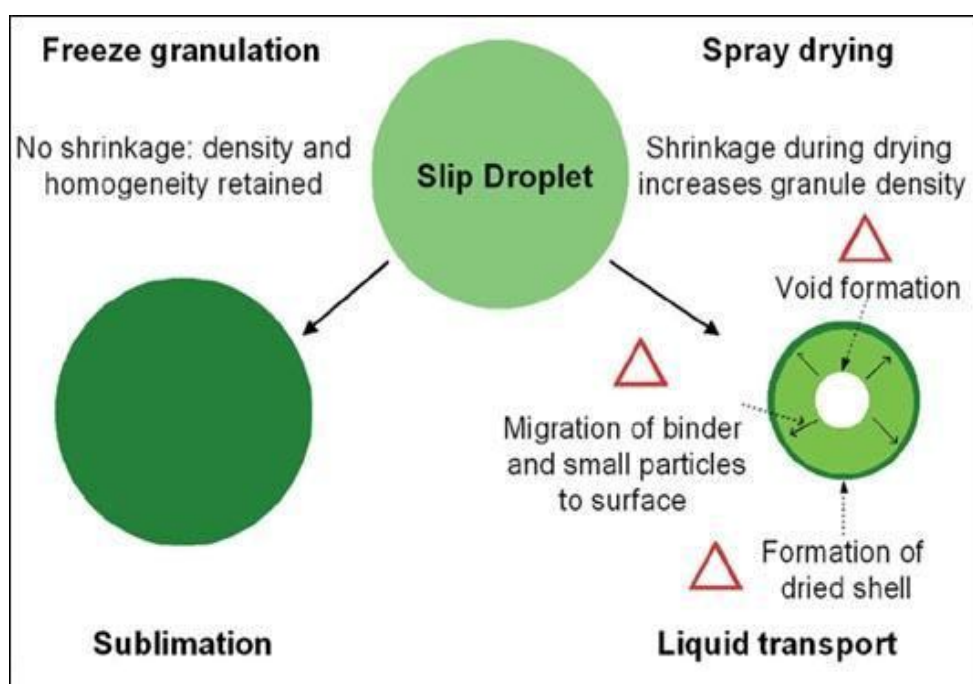 Freeze granulation
Spray drying
No shrinkage: density and
homogeneity retained
Slip Droplet
Shrinkage during drying
increases granule density
Void formation
Migration of binder
and small particles
to surface
Formation of
dried shell
Sublimation
Liquid transport